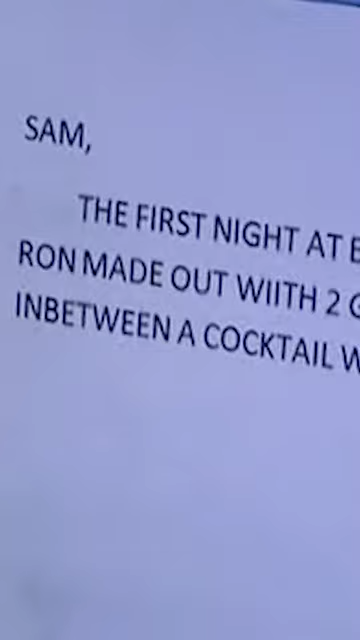 SAM,
THE FIRST NIGHT AT
RON MADE OUT WIITH 2
INBETWEEN A COCKTAIL